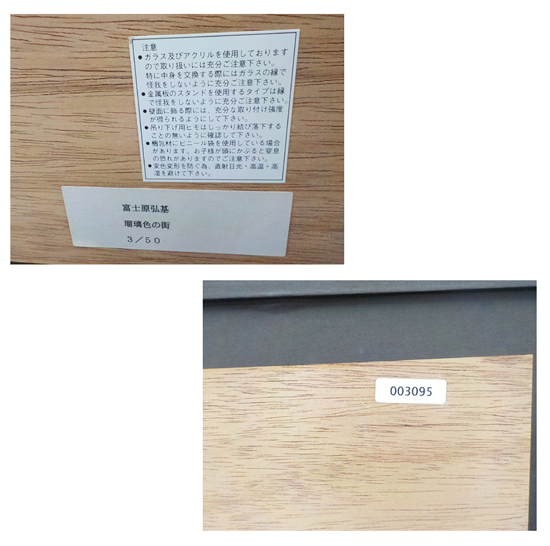 注意
●ガラス及びアクリルを使用しております
ので取り扱いには充分ご注意下さい。
特に中身を交換する際にはガラスの縁で
怪我をしないように充分ご注意下さい。
●金属板のスタンドを使用するタイプは縁
で怪我をしないように充分ご注意下さい。
●壁面に飾る際には、充分な取り付け強度
が得られるようにして下さい。
●吊り下げ用ヒモはしっかり結び落下する
ことの無いように確認して下さい。
●梱包材にビニール袋を使用している場合
があります。お子様が頭にかぶると窒息
の恐れがありますのでご注意下さい。
●変色変形を防ぐ為、直射日光・高温・高
湿を避けて下さい。
富士原弘基
瑠璃色の街
3／50
003095